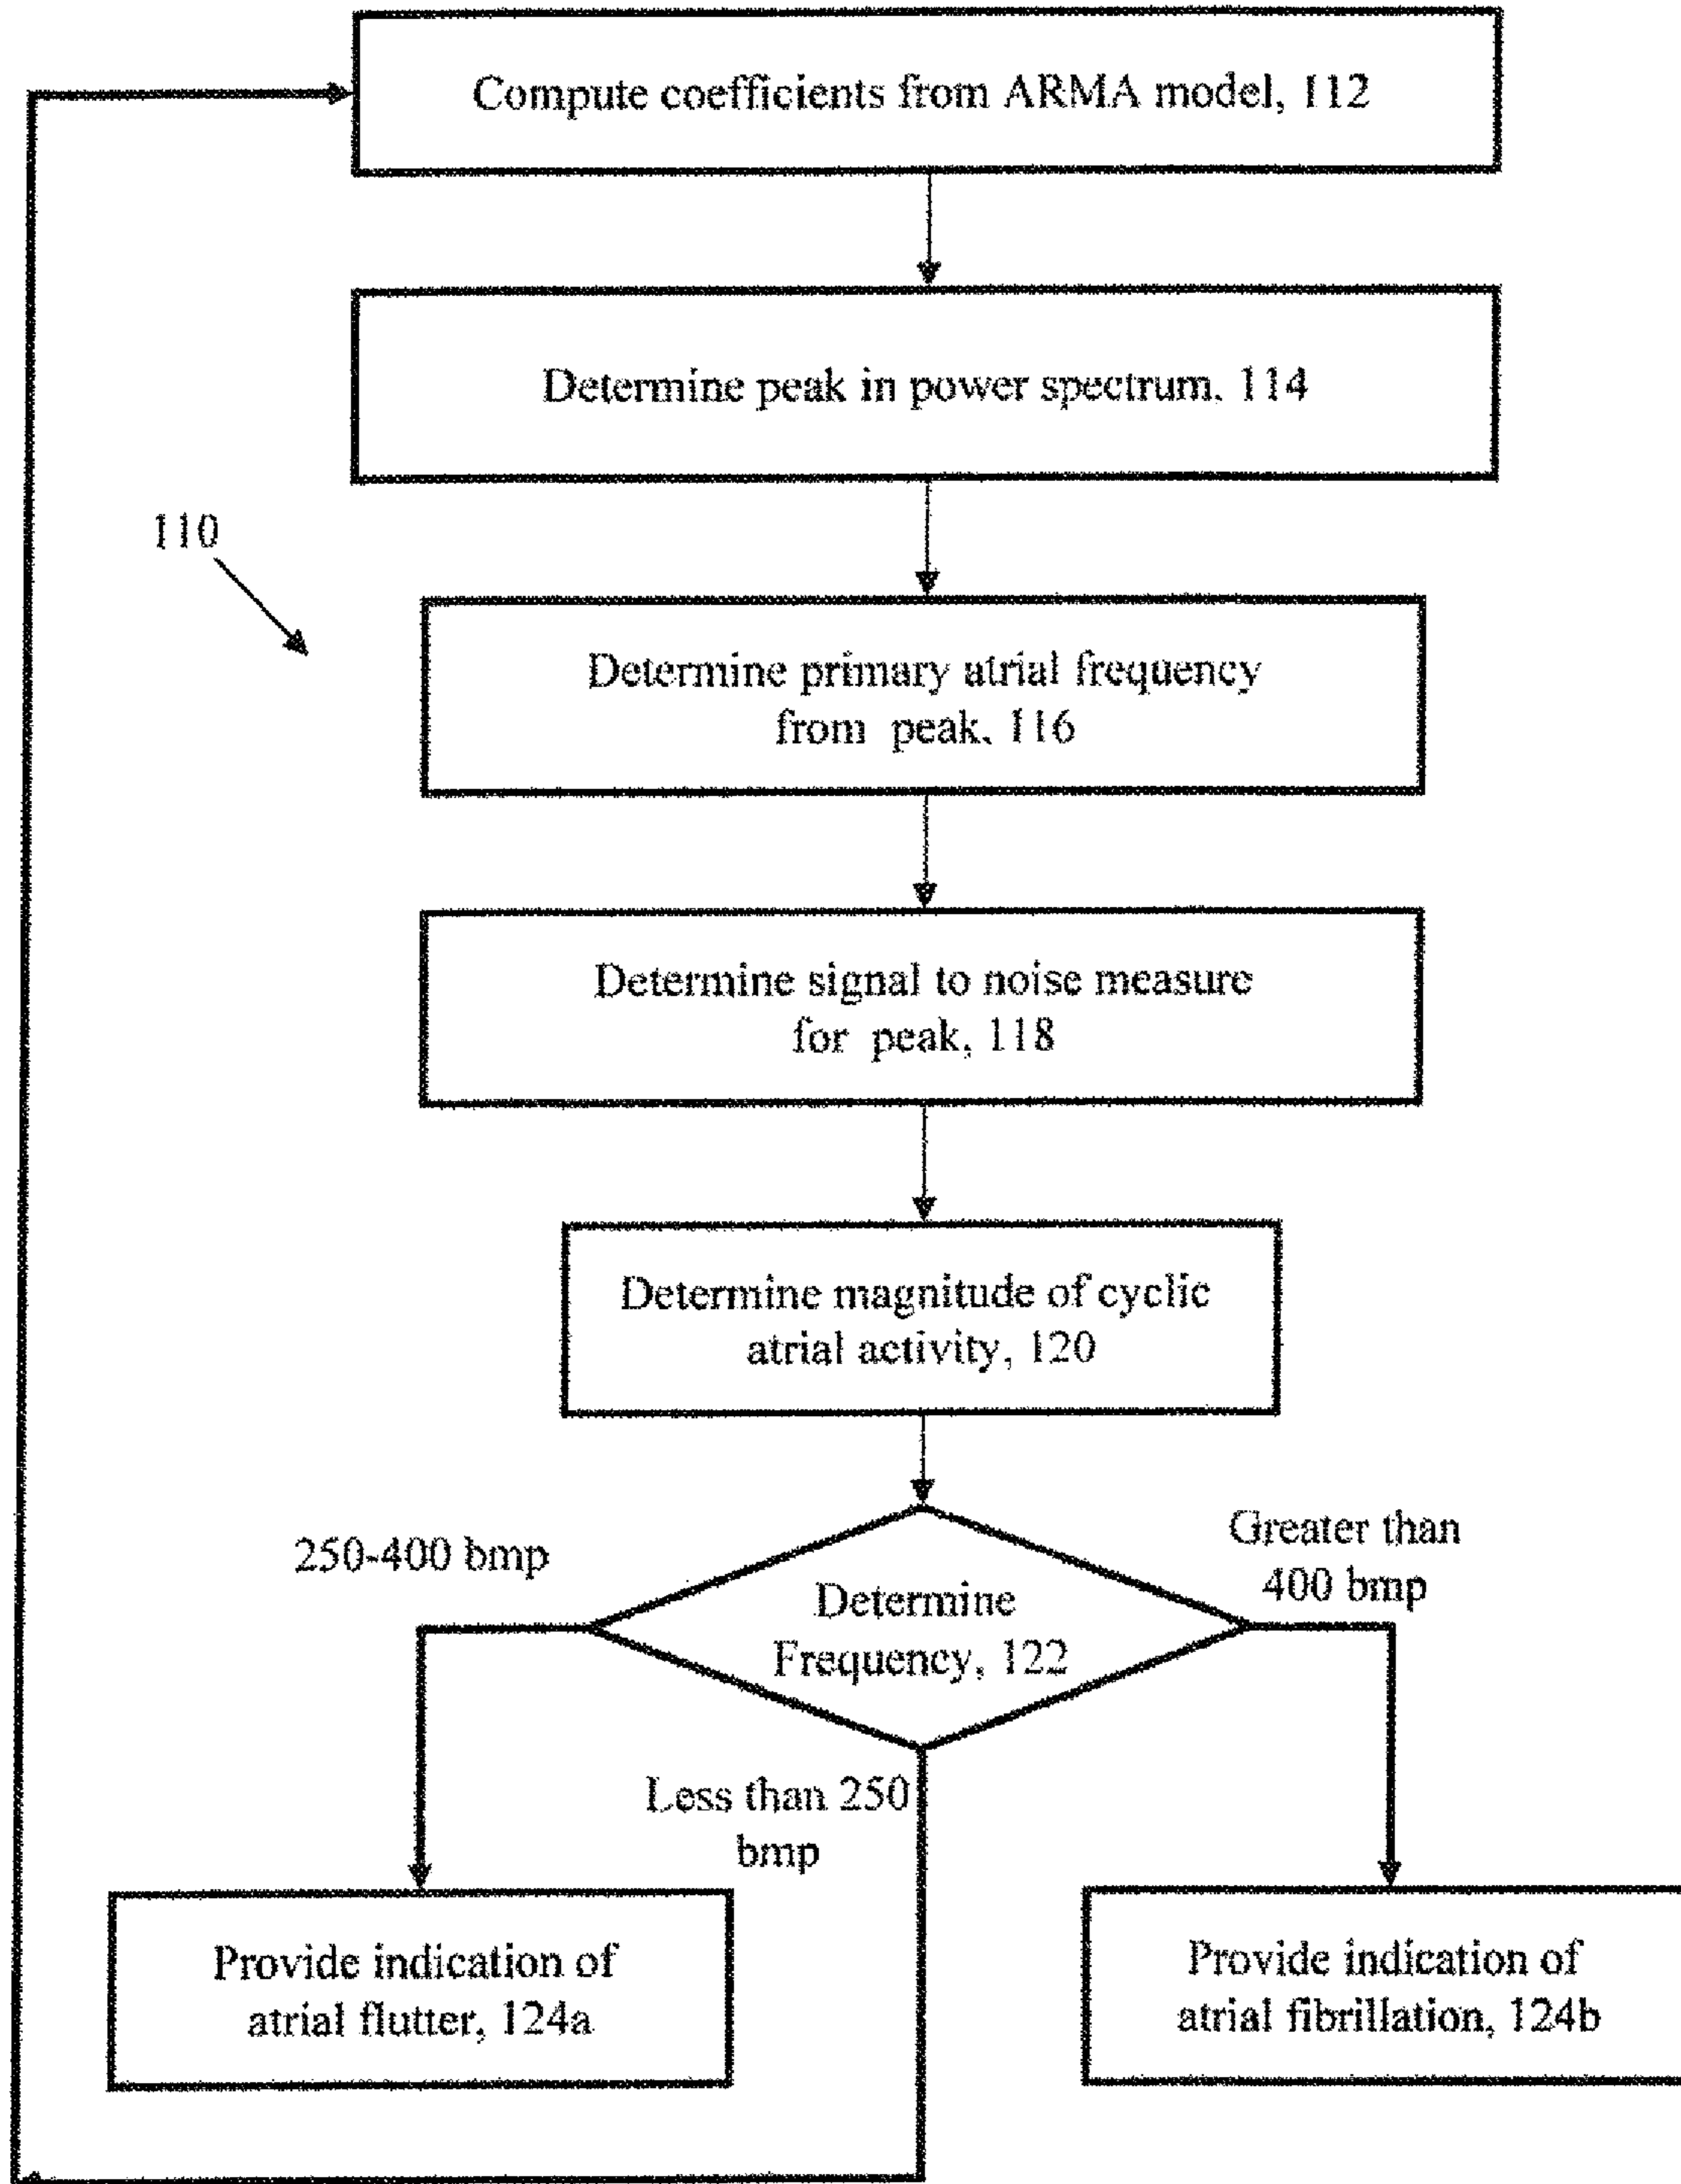 Compute coefficients from ARMA model, 112
Determine peak in power spectrum, 114
110
Determine primary atrial frequency
from peak, 116
Determine signal to noise measure
for peak, 118
Determine magnitude of cyclic
atrial activity, 120
250-400 bmp
Greater than
400 bmp
Determine
Frequency, 122
Less than 250
bmp
Provide indication of
atrial flutter, 124a
Provide indication of
atrial fibrillation, 124b